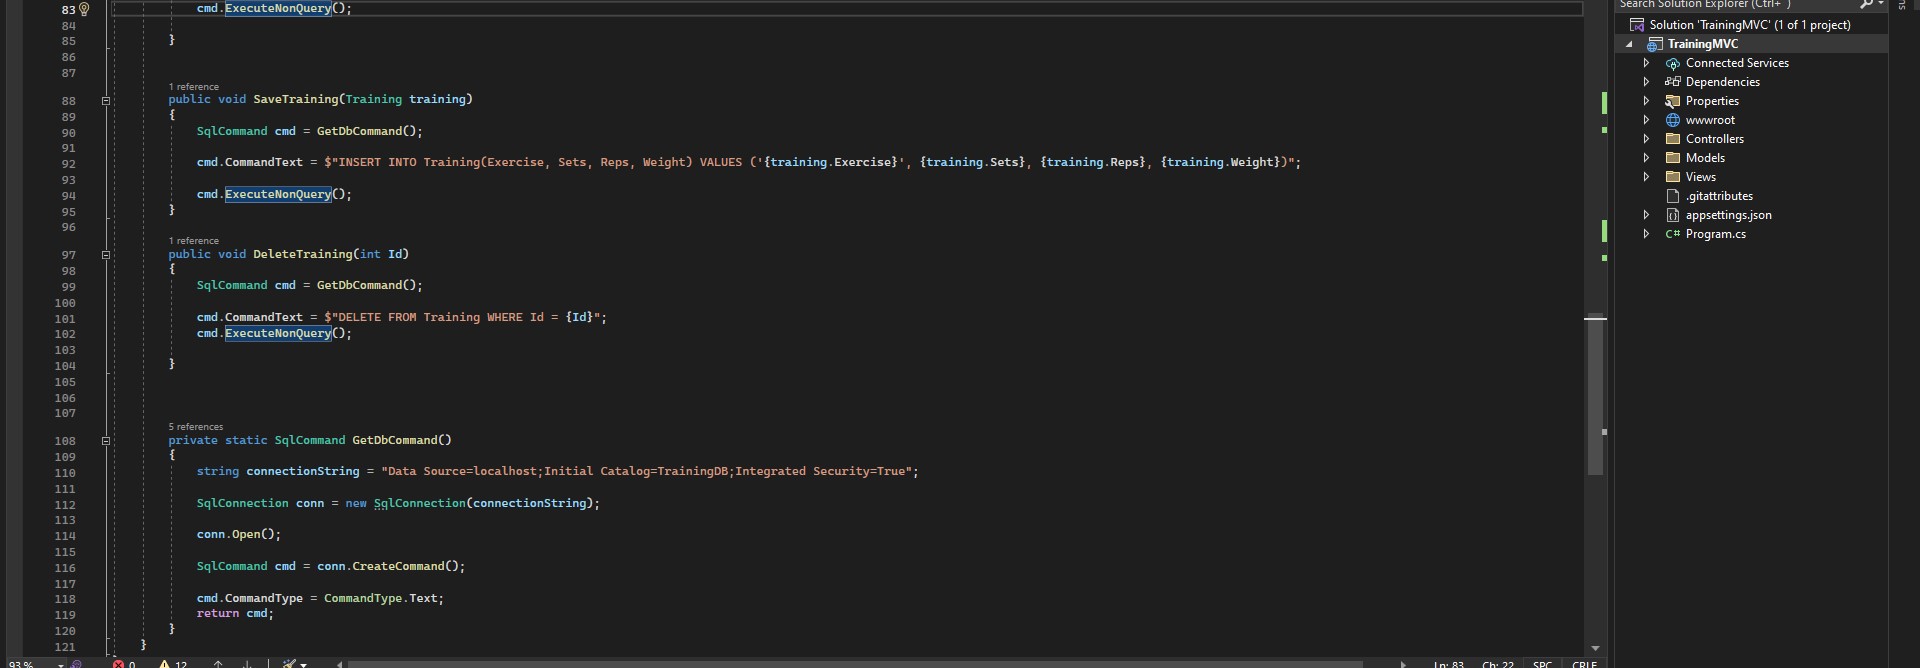 83 cmd.ExecuteNonQuery();
84
85 }
86
87
1 reference
88 public void SaveTraining(Training training)
89 {
90 SqlCommand cmd = GetDbCommand();
91
92 cmd.CommandText = $"INSERT INTO Training(Exercise, Sets, Reps, Weight) VALUES ('{training.Exercise}', {training.Sets}, {training.Reps}, {training.Weight})";
93
94 cmd.ExecuteNonQuery();
95 }
96
1 reference
97 public void DeleteTraining(int Id)
98 {
99 SqlCommand cmd = GetDbCommand();
100
101 cmd.CommandText = $"DELETE FROM Training WHERE Id = {Id}";
102 cmd.ExecuteNonQuery();
103
104 }
105
106
107
5 references
108 private static SqlCommand GetDbCommand()
109 {
110 string connectionString = "Data Source=localhost;Initial Catalog=TrainingDB;Integrated Security=True";
111
112 SqlConnection conn = new SqlConnection(connectionString);
113
114 conn.Open();
115
116 SqlCommand cmd = conn.CreateCommand();
117
118 cmd.CommandType = CommandType.Text;
119 return cmd;
120 }
121 }
93 % 0 12 Ln: 83 Ch: 22 SPC CRLF
Search Solution Explorer (Ctrl+ )
Solution 'TrainingMVC' (1 of 1 project)
TrainingMVC
Connected Services
Dependencies
Properties
wwwroot
Controllers
Models
Views
.gitattributes
appsettings.json
C# Program.cs